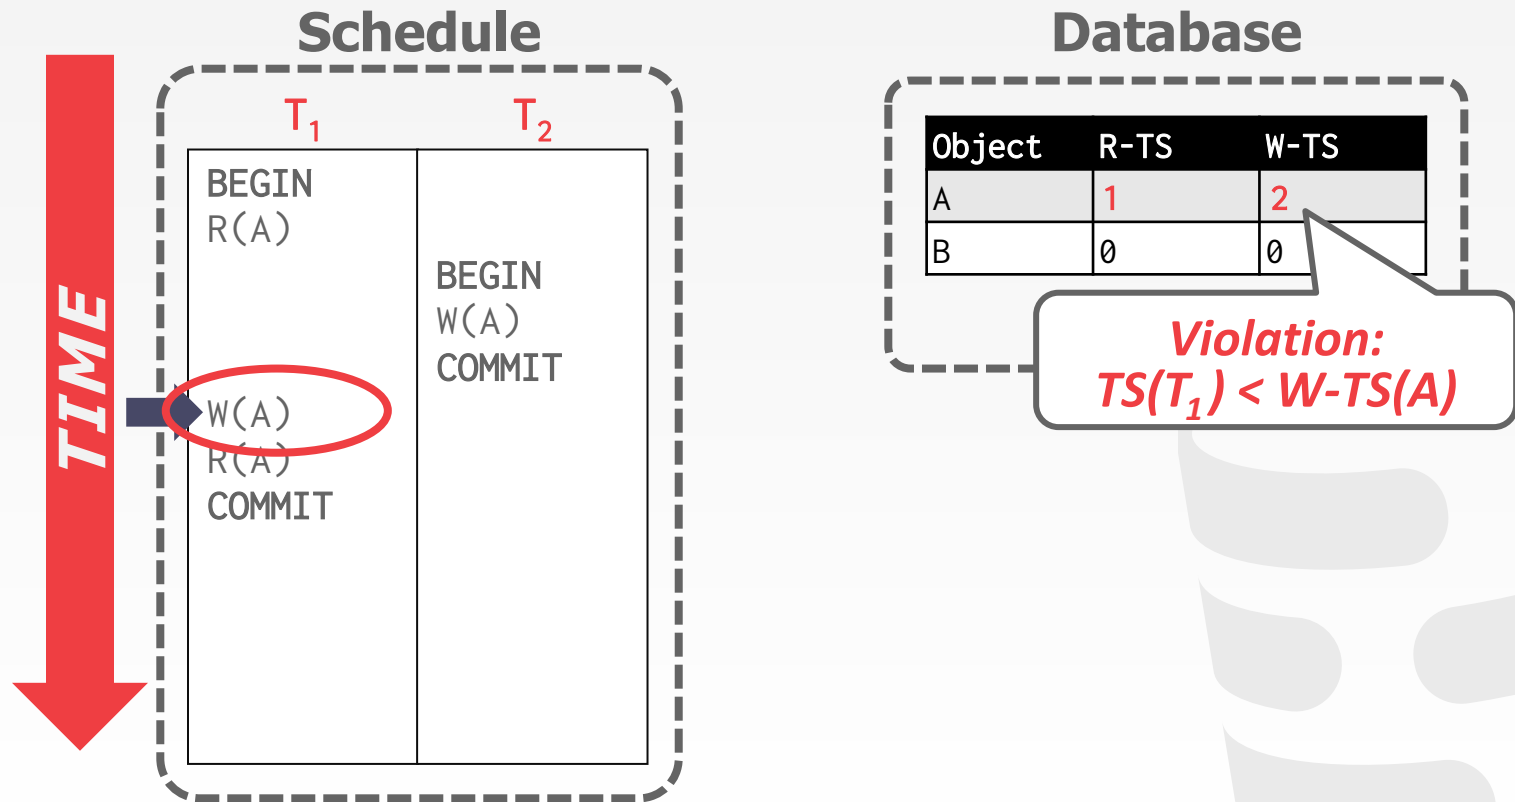 Schedule
TIME
T1 T2
BEGIN
R(A)
BEGIN
W(A)
COMMIT
W(A)
R(A)
COMMIT
Database
Object R-TS W-TS
A 1 2
B 0 0
Violation:
TS(T1) < W-TS(A)